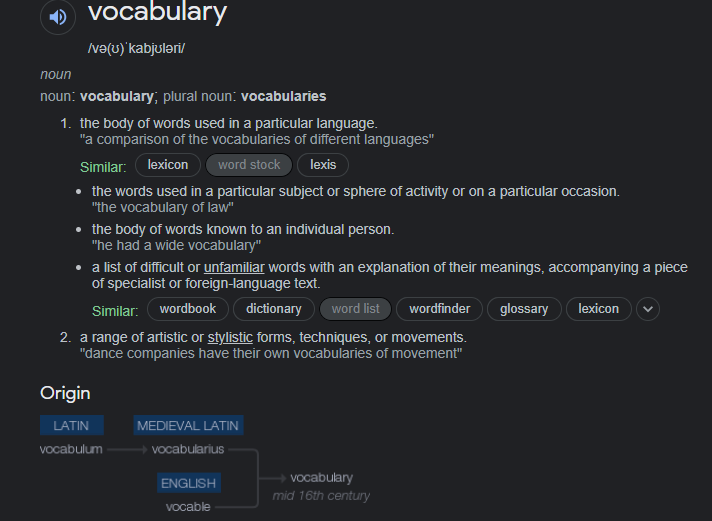 vocabulary
/və(ʊ)ˈkabjʊləri/
noun
noun: vocabulary; plural noun: vocabularies
1. the body of words used in a particular language.
"a comparison of the vocabularies of different languages"
Similar: lexicon word stock lexis
• the words used in a particular subject or sphere of activity or on a particular occasion.
"the vocabulary of law"
• the body of words known to an individual person.
"he had a wide vocabulary"
• a list of difficult or unfamiliar words with an explanation of their meanings, accompanying a piece
of specialist or foreign-language text.
Similar: wordbook dictionary word list wordfinder glossary lexicon
2. a range of artistic or stylistic forms, techniques, or movements.
"dance companies have their own vocabularies of movement"
Origin
LATIN MEDIEVAL LATIN
vocabulum vocabularius
vocabulary
ENGLISH
mid 16th century
vocable